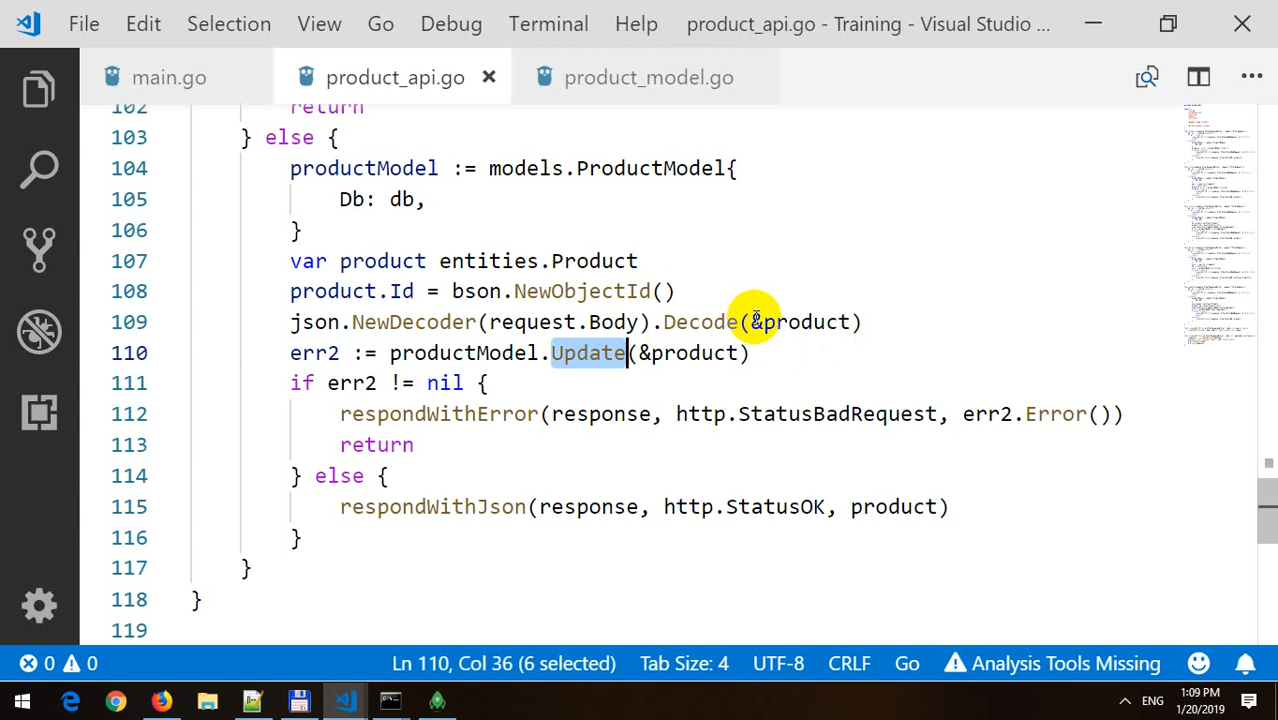 File Edit Selection View Go Debug Terminal Help product_api.go - Training - Visual Studio ...
main.go product_api.go product_model.go
102 return
103 } else {
104 productModel := models.ProductModel{
105 Db: db,
106 }
107 var product entities.Product
108 product.Id = bson.NewObjectId()
109 json.NewDecoder(request.Body).Decode(&product)
110 err2 := productModel.Update(&product)
111 if err2 != nil {
112 respondWithError(response, http.StatusBadRequest, err2.Error())
113 return
114 } else {
115 respondWithJson(response, http.StatusOK, product)
116 }
117 }
118 }
119
0 0 Ln 110, Col 36 (6 selected) Tab Size: 4 UTF-8 CRLF Go Analysis Tools Missing
ENG 1:09 PM
1/20/2019